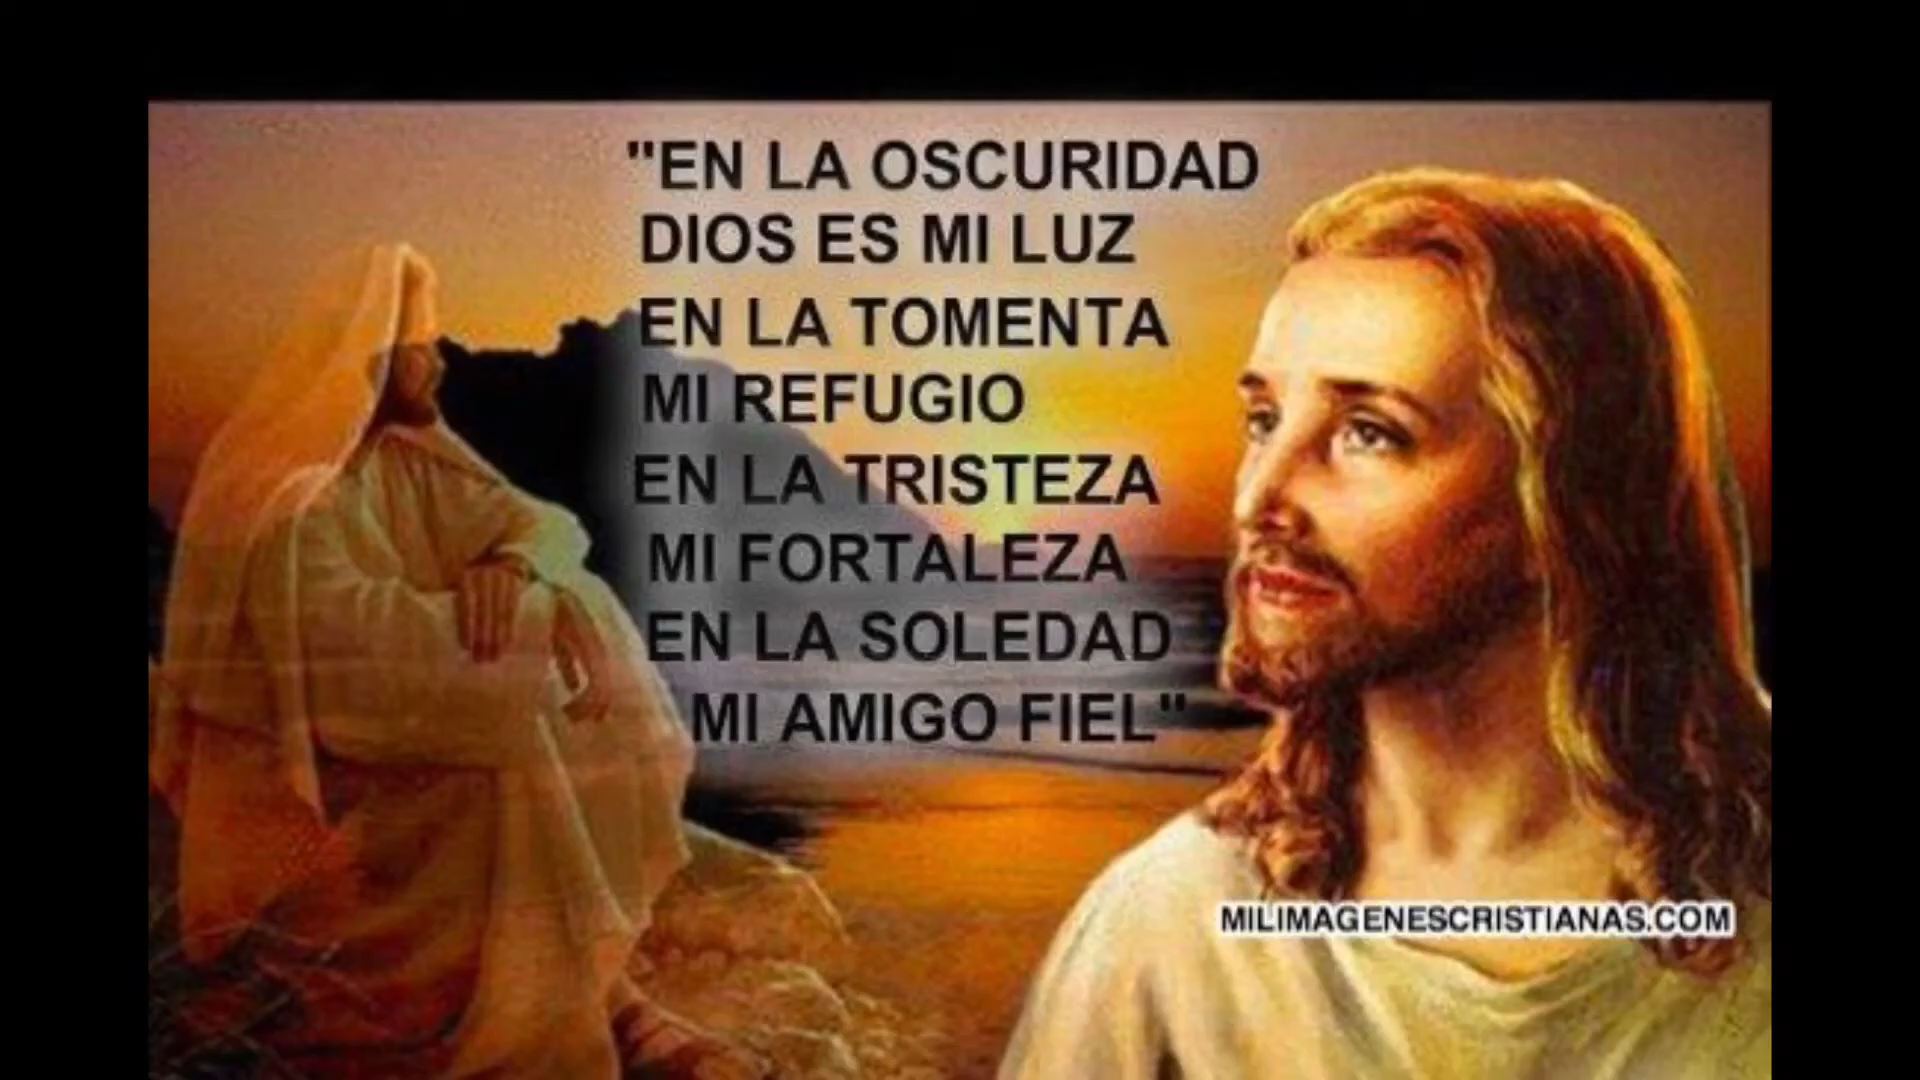 "EN LA OSCURIDAD
DIOS ES MI LUZ
EN LA TOMENTA
MI REFUGIO
EN LA TRISTEZA
MI FORTALEZA
EN LA SOLEDAD
MI AMIGO FIEL"
MILIMAGENESCRISTIANAS.COM